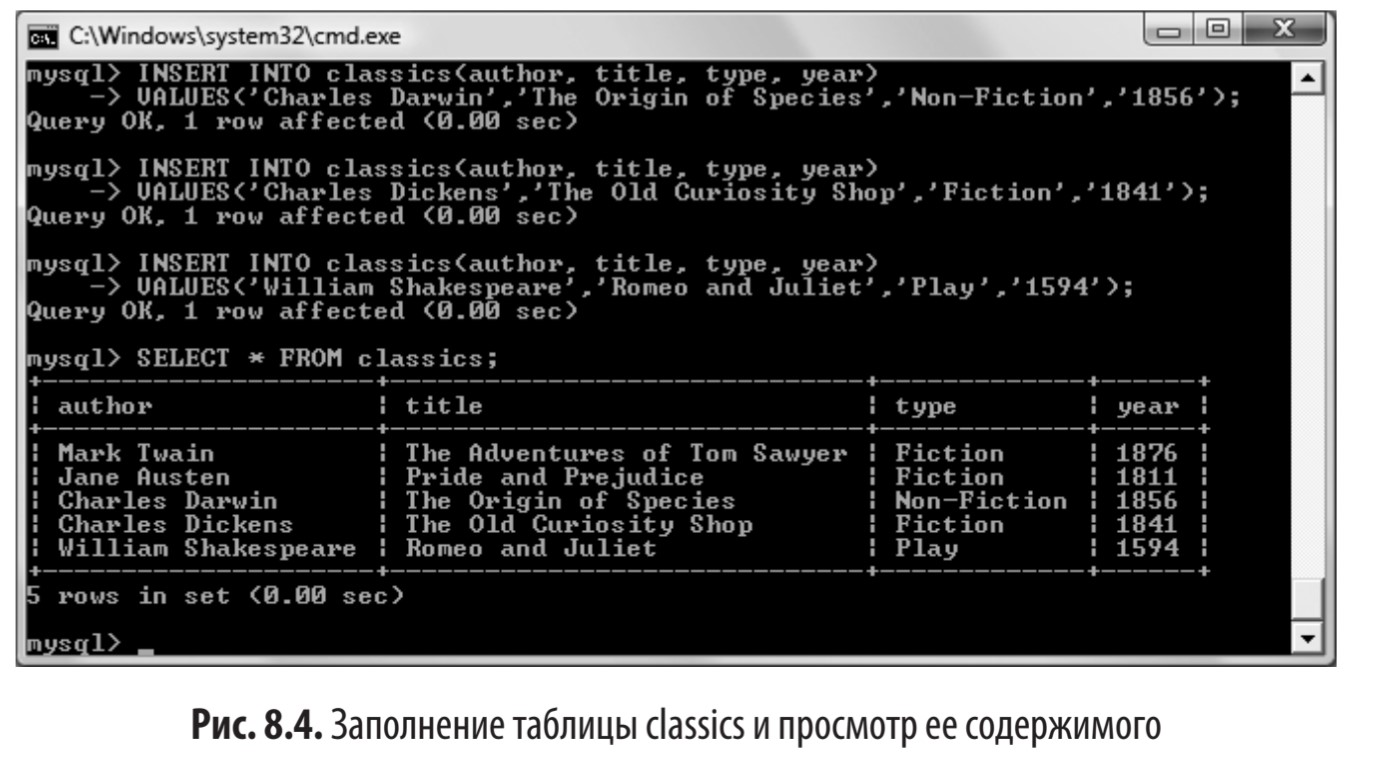 C:\Windows\system32\cmd.exe
mysql> INSERT INTO classics(author, title, type, year)
    -> VALUES('Charles Darwin','The Origin of Species','Non-Fiction','1856');
Query OK, 1 row affected (0.00 sec)
mysql> INSERT INTO classics(author, title, type, year)
    -> VALUES('Charles Dickens','The Old Curiosity Shop','Fiction','1841');
Query OK, 1 row affected (0.00 sec)
mysql> INSERT INTO classics(author, title, type, year)
    -> VALUES('William Shakespeare','Romeo and Juliet','Play','1594');
Query OK, 1 row affected (0.00 sec)
mysql> SELECT * FROM classics;
+---------------------+------------------------------+-------------+------+
| author              | title                        | type        | year |
+---------------------+------------------------------+-------------+------+
| Mark Twain          | The Adventures of Tom Sawyer | Fiction     | 1876 |
| Jane Austen         | Pride and Prejudice          | Fiction     | 1811 |
| Charles Darwin      | The Origin of Species        | Non-Fiction | 1856 |
| Charles Dickens     | The Old Curiosity Shop       | Fiction     | 1841 |
| William Shakespeare | Romeo and Juliet             | Play        | 1594 |
+---------------------+------------------------------+-------------+------+
5 rows in set (0.00 sec)
mysql> _
Рис. 8.4. Заполнение таблицы classics и просмотр ее содержимого